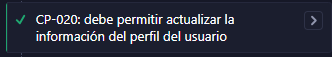 CP-020: debe permitir actualizar la
información del perfil del usuario